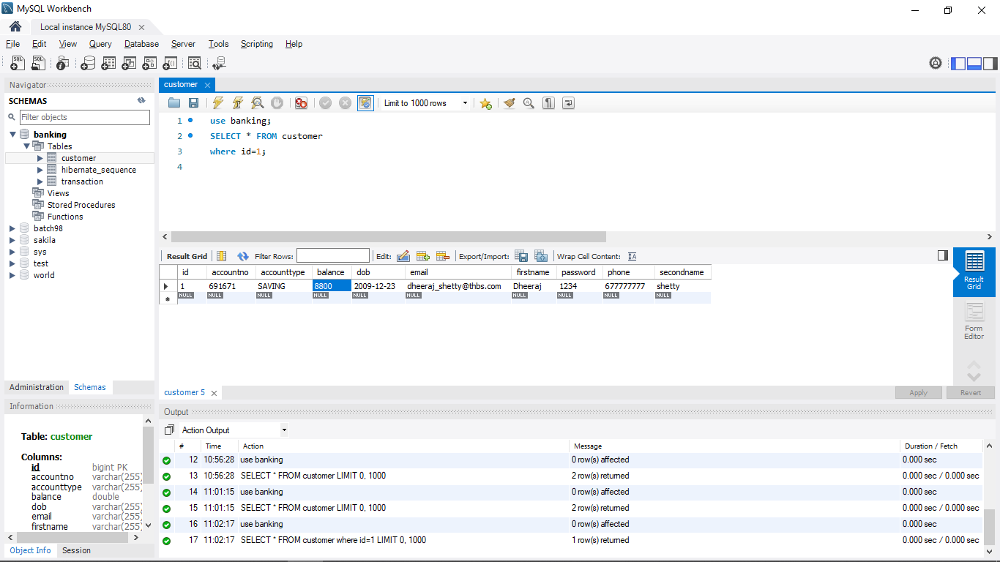 MySQL Workbench
Local instance MySQL80
File Edit View Query Database Server Tools Scripting Help
Navigator
SCHEMAS
Filter objects
banking
Tables
customer
hibernate_sequence
transaction
Views
Stored Procedures
Functions
batch98
sakila
sys
test
world
Administration Schemas
Information
Table: customer
Columns:
id bigint PK
accountno varchar(255)
accounttype varchar(255)
balance double
dob varchar(255)
email varchar(255)
firstname varchar(255)
Object Info Session
customer
Limit to 1000 rows
1 use banking;
2 SELECT * FROM customer
3 where id=1;
4
Result Grid Filter Rows: Edit: Export/Import: Wrap Cell Content: IA
id accountno accounttype balance dob email firstname password phone secondname
1 691671 SAVING 8800 2009-12-23 dheeraj_shetty@thbs.com Dheeraj 1234 677777777 shetty
NULL NULL NULL NULL NULL NULL NULL NULL NULL NULL
Result Grid
Form Editor
customer 5
Apply Revert
Output
Action Output
# Time Action Message Duration / Fetch
12 10:56:28 use banking 0 row(s) affected 0.000 sec
13 10:56:28 SELECT * FROM customer LIMIT 0, 1000 2 row(s) returned 0.000 sec / 0.000 sec
14 11:01:15 use banking 0 row(s) affected 0.000 sec
15 11:01:15 SELECT * FROM customer LIMIT 0, 1000 2 row(s) returned 0.000 sec / 0.000 sec
16 11:02:17 use banking 0 row(s) affected 0.000 sec
17 11:02:17 SELECT * FROM customer where id=1 LIMIT 0, 1000 1 row(s) returned 0.000 sec / 0.000 sec